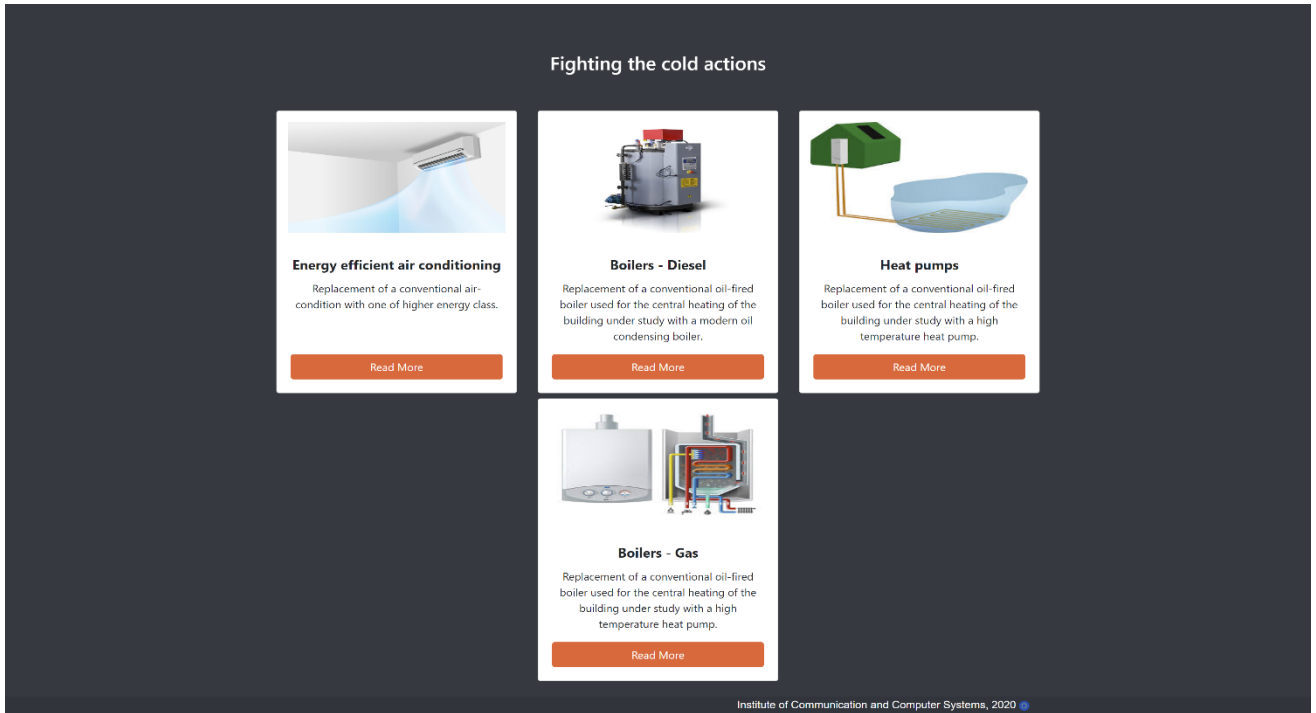 Fighting the cold actions
Energy efficient air conditioning
Replacement of a conventional air-
condition with one of higher energy class.
Read More
Boilers - Diesel
Replacement of a conventional oil-fired
boiler used for the central heating of the
building under study with a modern oil
condensing boiler.
Read More
Heat pumps
Replacement of a conventional oil-fired
boiler used for the central heating of the
building under study with a high
temperature heat pump.
Read More
Boilers - Gas
Replacement of a conventional oil-fired
boiler used for the central heating of the
building under study with a high
temperature heat pump.
Read More
Institute of Communication and Computer Systems, 2020